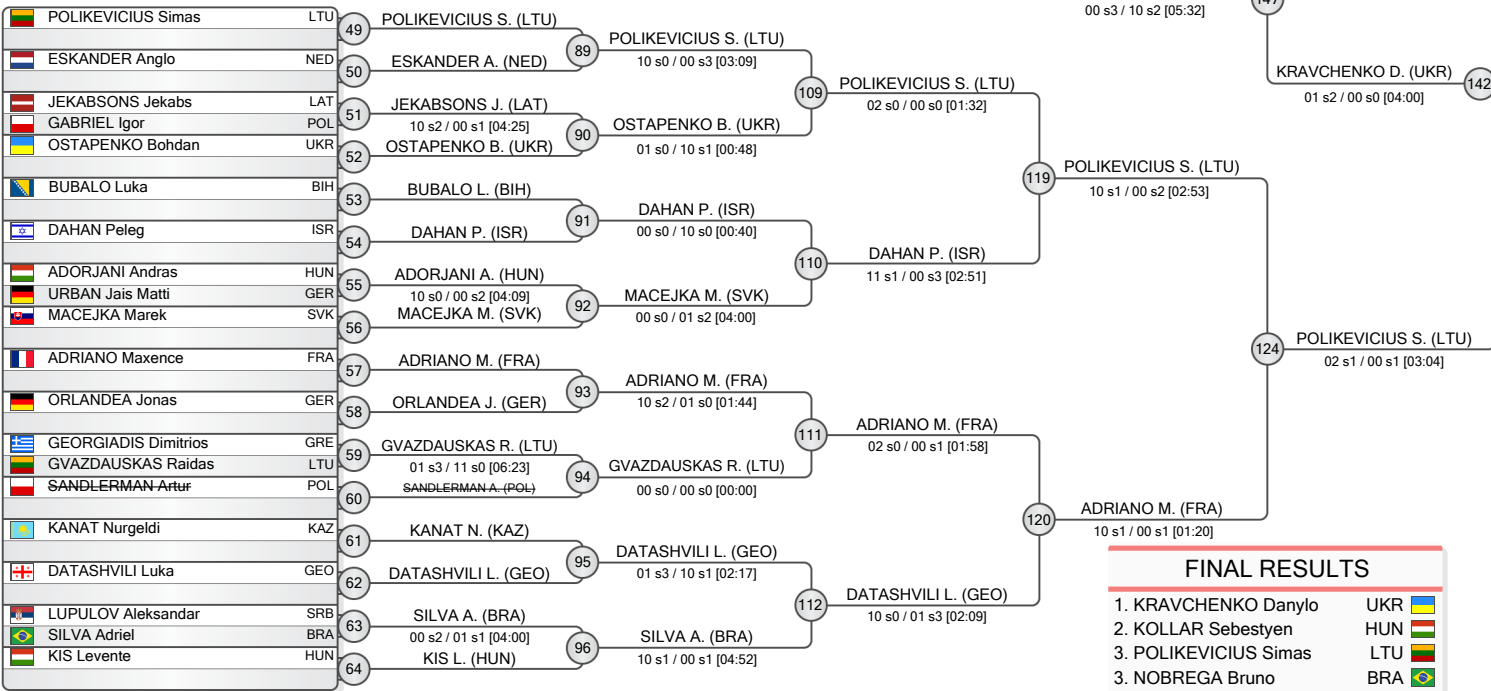 POLIKEVICIUS Simas LTU
ESKANDER Anglo NED
JEKABSONS Jekabs LAT
GABRIEL Igor POL
OSTAPENKO Bohdan UKR
BUBALO Luka BIH
DAHAN Peleg ISR
ADORJANI Andras HUN
URBAN Jais Matti GER
MACEJKA Marek SVK
ADRIANO Maxence FRA
ORLANDEA Jonas GER
GEORGIADIS Dimitrios GRE
GVAZDAUSKAS Raidas LTU
SANDLERMAN Artur POL
KANAT Nurgeldi KAZ
DATASHVILI Luka GEO
LUPULOV Aleksandar SRB
SILVA Adriel BRA
KIS Levente HUN
49
50
51
52
53
54
55
56
57
58
59
60
61
62
63
64
POLIKEVICIUS S. (LTU)
ESKANDER A. (NED)
JEKABSONS J. (LAT)
10 s2 / 00 s1 [04:25]
OSTAPENKO B. (UKR)
BUBALO L. (BIH)
DAHAN P. (ISR)
ADORJANI A. (HUN)
10 s0 / 00 s2 [04:09]
MACEJKA M. (SVK)
ADRIANO M. (FRA)
ORLANDEA J. (GER)
GVAZDAUSKAS R. (LTU)
01 s3 / 11 s0 [06:23]
SANDLERMAN A. (POL)
KANAT N. (KAZ)
DATASHVILI L. (GEO)
SILVA A. (BRA)
00 s2 / 01 s1 [04:00]
KIS L. (HUN)
89
90
91
92
93
94
95
96
POLIKEVICIUS S. (LTU)
10 s0 / 00 s3 [03:09]
OSTAPENKO B. (UKR)
01 s0 / 10 s1 [00:48]
DAHAN P. (ISR)
00 s0 / 10 s0 [00:40]
MACEJKA M. (SVK)
00 s0 / 01 s2 [04:00]
ADRIANO M. (FRA)
10 s2 / 01 s0 [01:44]
GVAZDAUSKAS R. (LTU)
00 s0 / 00 s0 [00:00]
DATASHVILI L. (GEO)
01 s3 / 10 s1 [02:17]
SILVA A. (BRA)
10 s1 / 00 s1 [04:52]
109
110
111
112
POLIKEVICIUS S. (LTU)
02 s0 / 00 s0 [01:32]
DAHAN P. (ISR)
11 s1 / 00 s3 [02:51]
ADRIANO M. (FRA)
02 s0 / 00 s1 [01:58]
DATASHVILI L. (GEO)
10 s0 / 01 s3 [02:09]
119
120
POLIKEVICIUS S. (LTU)
10 s1 / 00 s2 [02:53]
ADRIANO M. (FRA)
10 s1 / 00 s1 [01:20]
124
POLIKEVICIUS S. (LTU)
02 s1 / 00 s1 [03:04]
00 s3 / 10 s2 [05:32]
KRAVCHENKO D. (UKR)
01 s2 / 00 s0 [04:00]
142
FINAL RESULTS
1. KRAVCHENKO Danylo UKR
2. KOLLAR Sebestyen HUN
3. POLIKEVICIUS Simas LTU
3. NOBREGA Bruno BRA